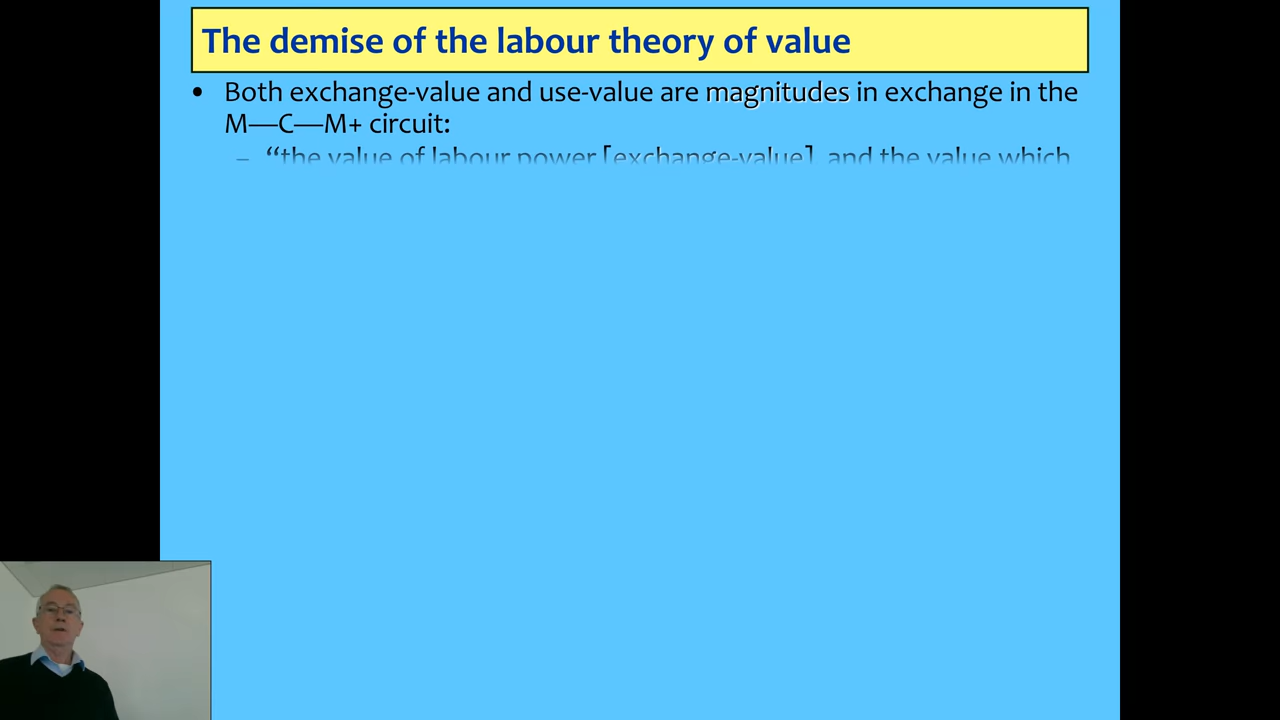 The demise of the labour theory of value
• Both exchange-value and use-value are magnitudes in exchange in the
M—C—M+ circuit:
– “the value of labour power [exchange-value], and the value which